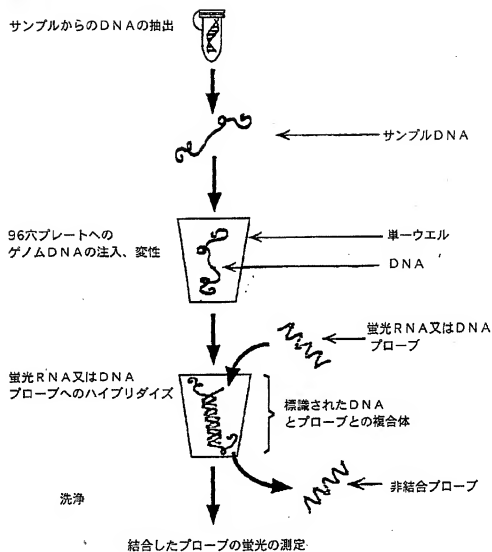 サンプルからのDNAの抽出
サンプルDNA
96穴プレートへの
ゲノムDNAの注入、変性
単一ウエル
DNA
蛍光RNA又はDNA
プローブ
蛍光RNA又はDNA
プローブへのハイブリダイズ
標識されたDNA
とプローブとの複合体
非結合プローブ
洗浄
結合したプローブの蛍光の測定